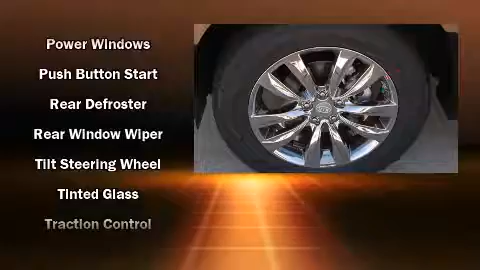 Power Windows
Push Button Start
Rear Defroster
Rear Window Wiper
Tilt Steering Wheel
Tinted Glass
Traction Control